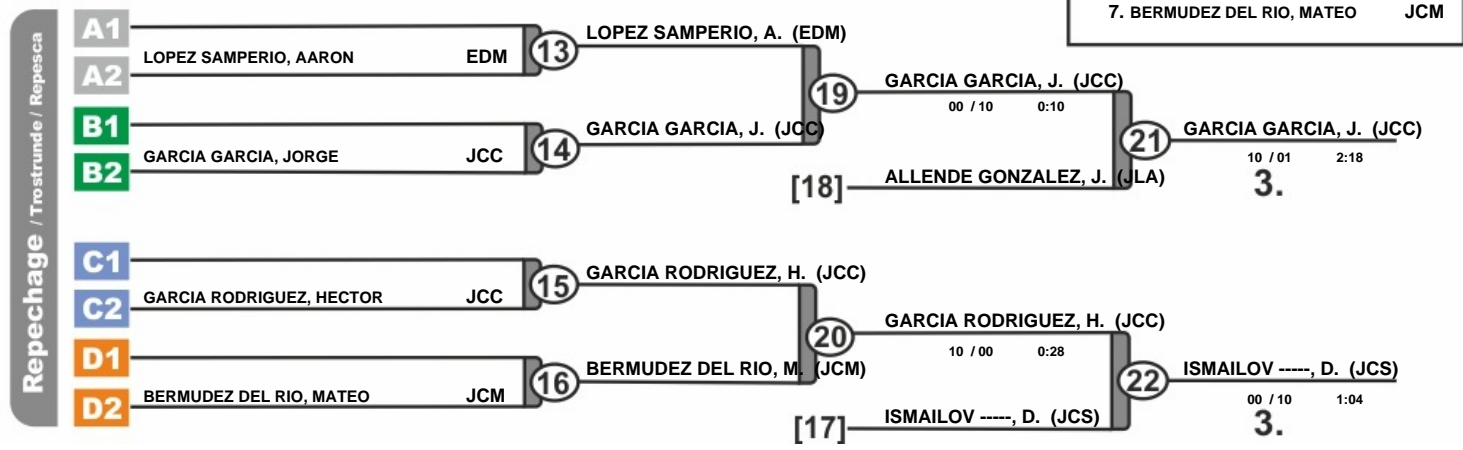 7. BERMUDEZ DEL RIO, MATEO JCM
Repechage / Trostrunde / Repesca
A1
LOPEZ SAMPERIO, AARON EDM
A2
13
LOPEZ SAMPERIO, A. (EDM)
B1
GARCIA GARCIA, JORGE JCC
B2
14
GARCIA GARCIA, J. (JCC)
19
GARCIA GARCIA, J. (JCC)
00 / 10 0:10
[18]
ALLENDE GONZALEZ, J. (JLA)
21
GARCIA GARCIA, J. (JCC)
10 / 01 2:18
3.
C1
GARCIA RODRIGUEZ, HECTOR JCC
C2
15
GARCIA RODRIGUEZ, H. (JCC)
D1
BERMUDEZ DEL RIO, MATEO JCM
D2
16
BERMUDEZ DEL RIO, M. (JCM)
20
GARCIA RODRIGUEZ, H. (JCC)
10 / 00 0:28
[17]
ISMAILOV -----, D. (JCS)
22
ISMAILOV -----, D. (JCS)
00 / 10 1:04
3.